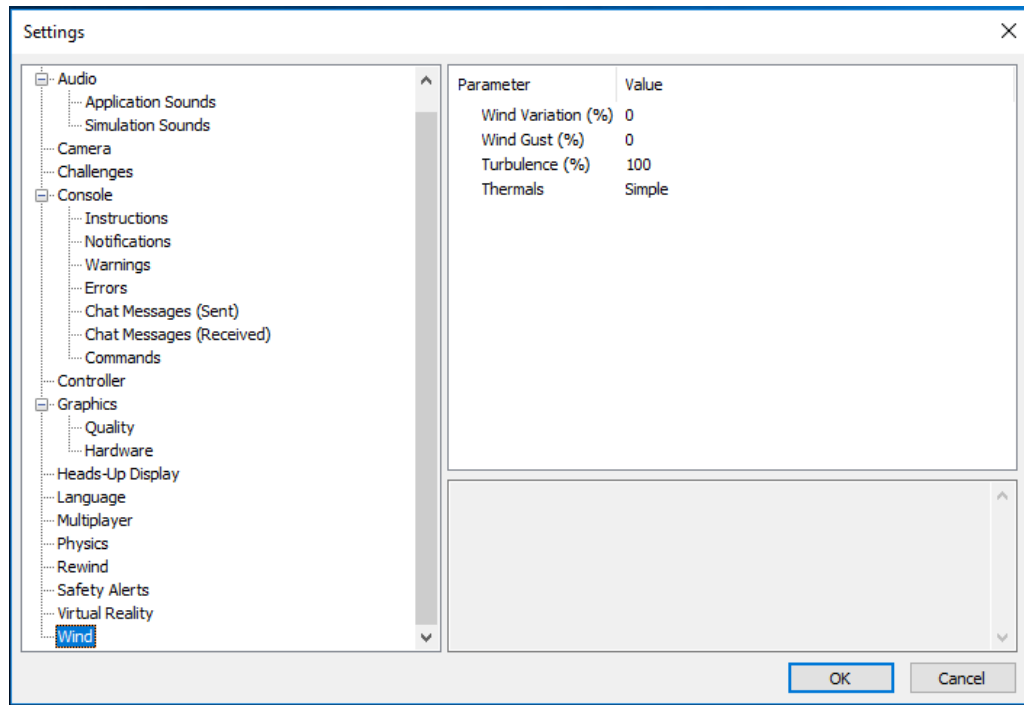 Settings
Audio
Application Sounds
Simulation Sounds
Camera
Challenges
Console
Instructions
Notifications
Warnings
Errors
Chat Messages (Sent)
Chat Messages (Received)
Commands
Controller
Graphics
Quality
Hardware
Heads-Up Display
Language
Multiplayer
Physics
Rewind
Safety Alerts
Virtual Reality
Wind
Parameter Value
Wind Variation (%) 0
Wind Gust (%) 0
Turbulence (%) 100
Thermals Simple
OK Cancel